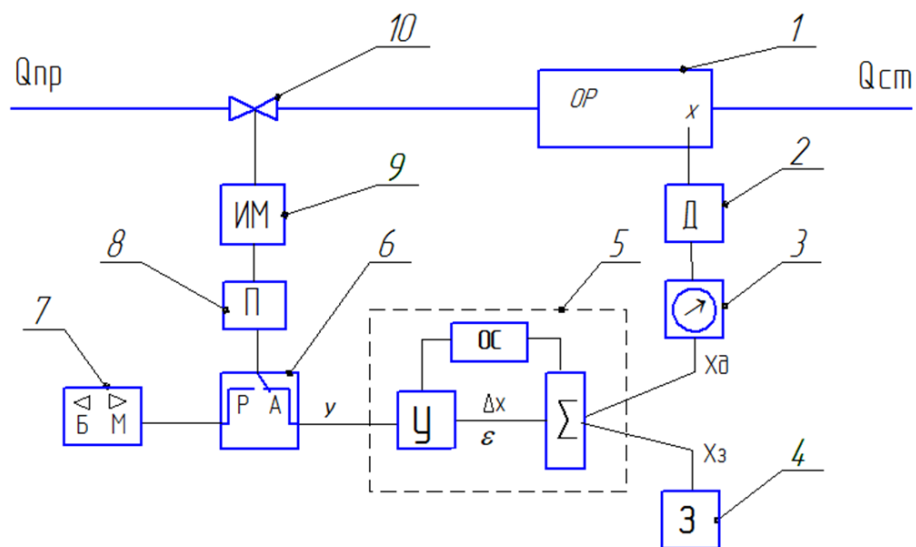 10
1
Qпр
Qст
ОР
х
9
2
ИМ
Д
8
6
5
3
П
7
ОС
Р А
Хд
Б М
у
У
Δх
ε
Σ
Хз
4
З